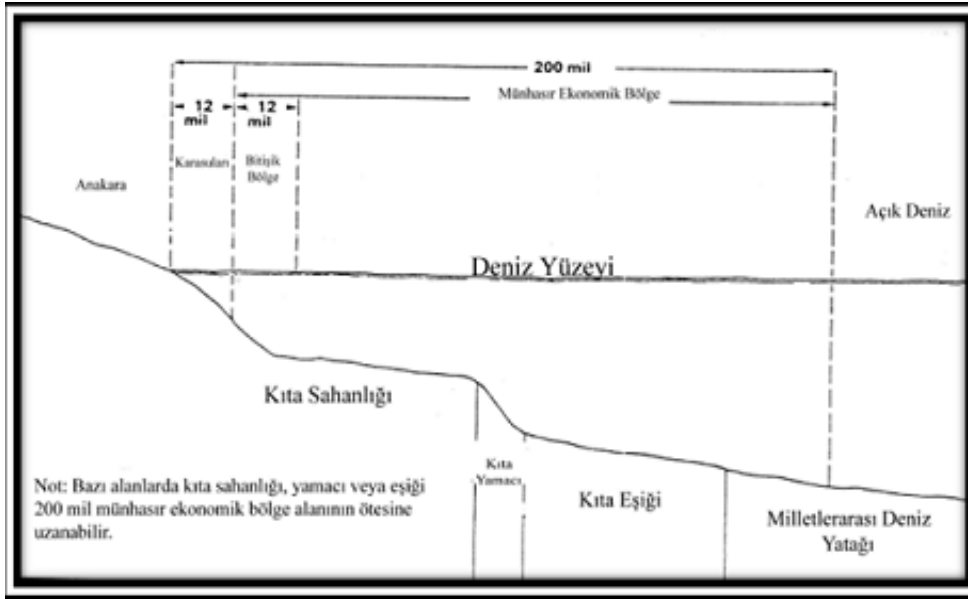 200 mil
Münhasır Ekonomik Bölge
12
mil
12
mil
Karasuları
Bitişik
Bölge
Anakara
Açık Deniz
Deniz Yüzeyi
Kıta Sahanlığı
Kıta
Yamacı
Kıta Eşiği
Milletlerarası Deniz
Yatağı
Not: Bazı alanlarda kıta sahanlığı, yamacı veya eşiği
200 mil münhasır ekonomik bölge alanının ötesine
uzanabilir.